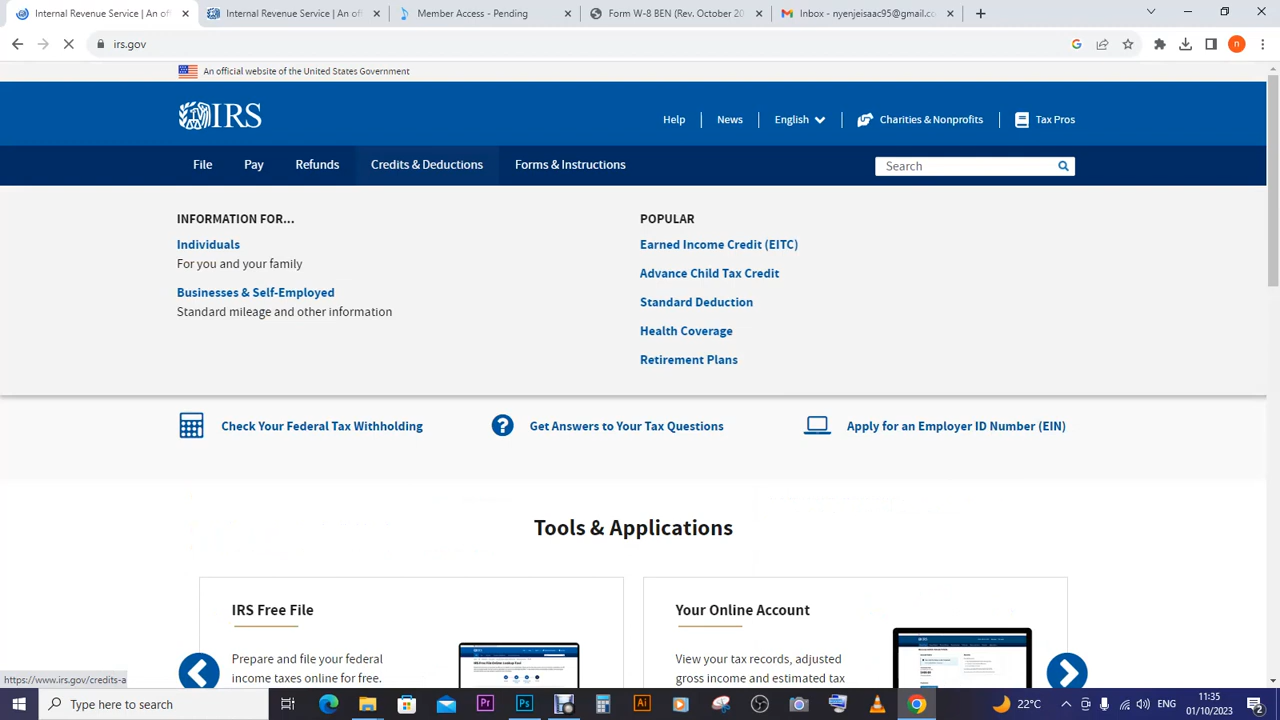 Internal Revenue Service | An of
Internal Revenue Service | An of
Member Access - Pending
Form W-8 BEN (Rev. October 20
Inbox - nyenjeisaac95@gmail.co
irs.gov
n
An official website of the United States Government
IRS
Help
News
English
Charities & Nonprofits
Tax Pros
File
Pay
Refunds
Credits & Deductions
Forms & Instructions
Search
INFORMATION FOR...
Individuals
For you and your family
Businesses & Self-Employed
Standard mileage and other information
POPULAR
Earned Income Credit (EITC)
Advance Child Tax Credit
Standard Deduction
Health Coverage
Retirement Plans
Check Your Federal Tax Withholding
Get Answers to Your Tax Questions
Apply for an Employer ID Number (EIN)
Tools & Applications
IRS Free File
Prepare and file your federal
income taxes online for free.
Your Online Account
View your tax records, adjusted
gross income and estimated tax
https://www.irs.gov/credits-a
Type here to search
Pr
Ps
Ai
22°C
11:35
01/10/2023
2